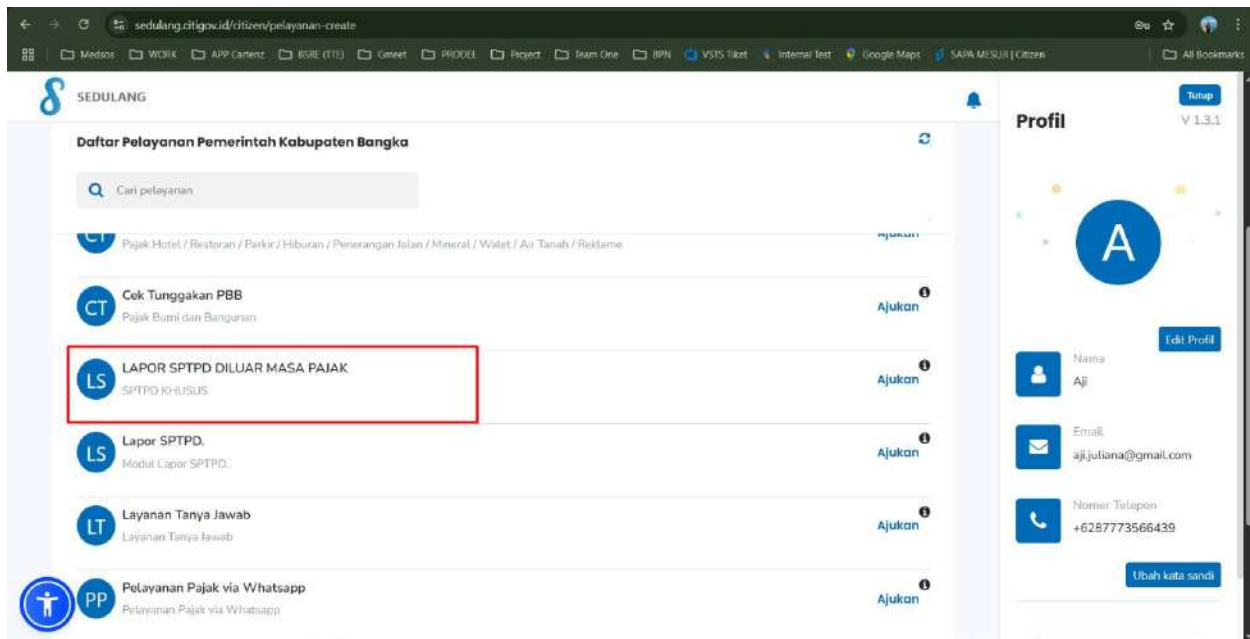 sedulang.citigov.id/citizen/pelayanan-create
Medsos WORK APP Cartenz BSRE (TTE) Gmeet PRODEL Project Team One BPN VSTS Tiket Internal Test Google Maps SAPA MESUJI | Citizen All Bookmarks
SEDULANG
Tutup
Profil V 1.3.1
Daftar Pelayanan Pemerintah Kabupaten Bangka
Cari pelayanan
CT Pajak Hotel / Restoran / Parkir / Hiburan / Penerangan Jalan / Mineral / Walet / Air Tanah / Reklame Ajukan
A
CT Cek Tunggakan PBB Ajukan
Pajak Bumi dan Bangunan
Edit Profil
LS LAPOR SPTPD DILUAR MASA PAJAK Ajukan
SPTPD KHUSUS
Nama
Aji
LS Lapor SPTPD. Ajukan
Modul Lapor SPTPD..
Email
aji.juliana@gmail.com
LT Layanan Tanya Jawab Ajukan
Layanan Tanya Jawab
Nomer Telepon
+6287773566439
Ubah kata sandi
PP Pelayanan Pajak via Whatsapp Ajukan
Pelayanan Pajak via Whatsapp